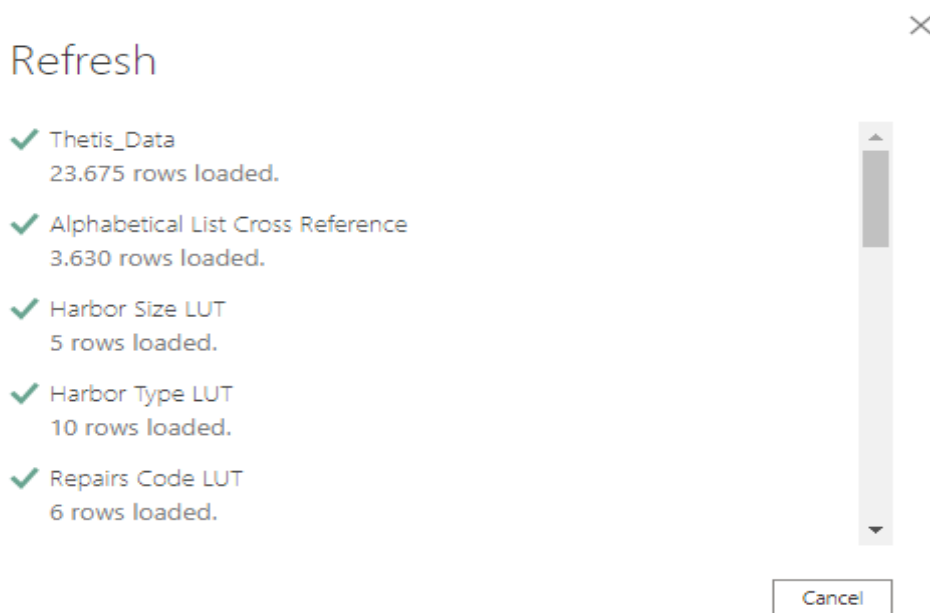 Refresh
Thetis_Data
23.675 rows loaded.
Alphabetical List Cross Reference
3.630 rows loaded.
Harbor Size LUT
5 rows loaded.
Harbor Type LUT
10 rows loaded.
Repairs Code LUT
6 rows loaded.
Cancel